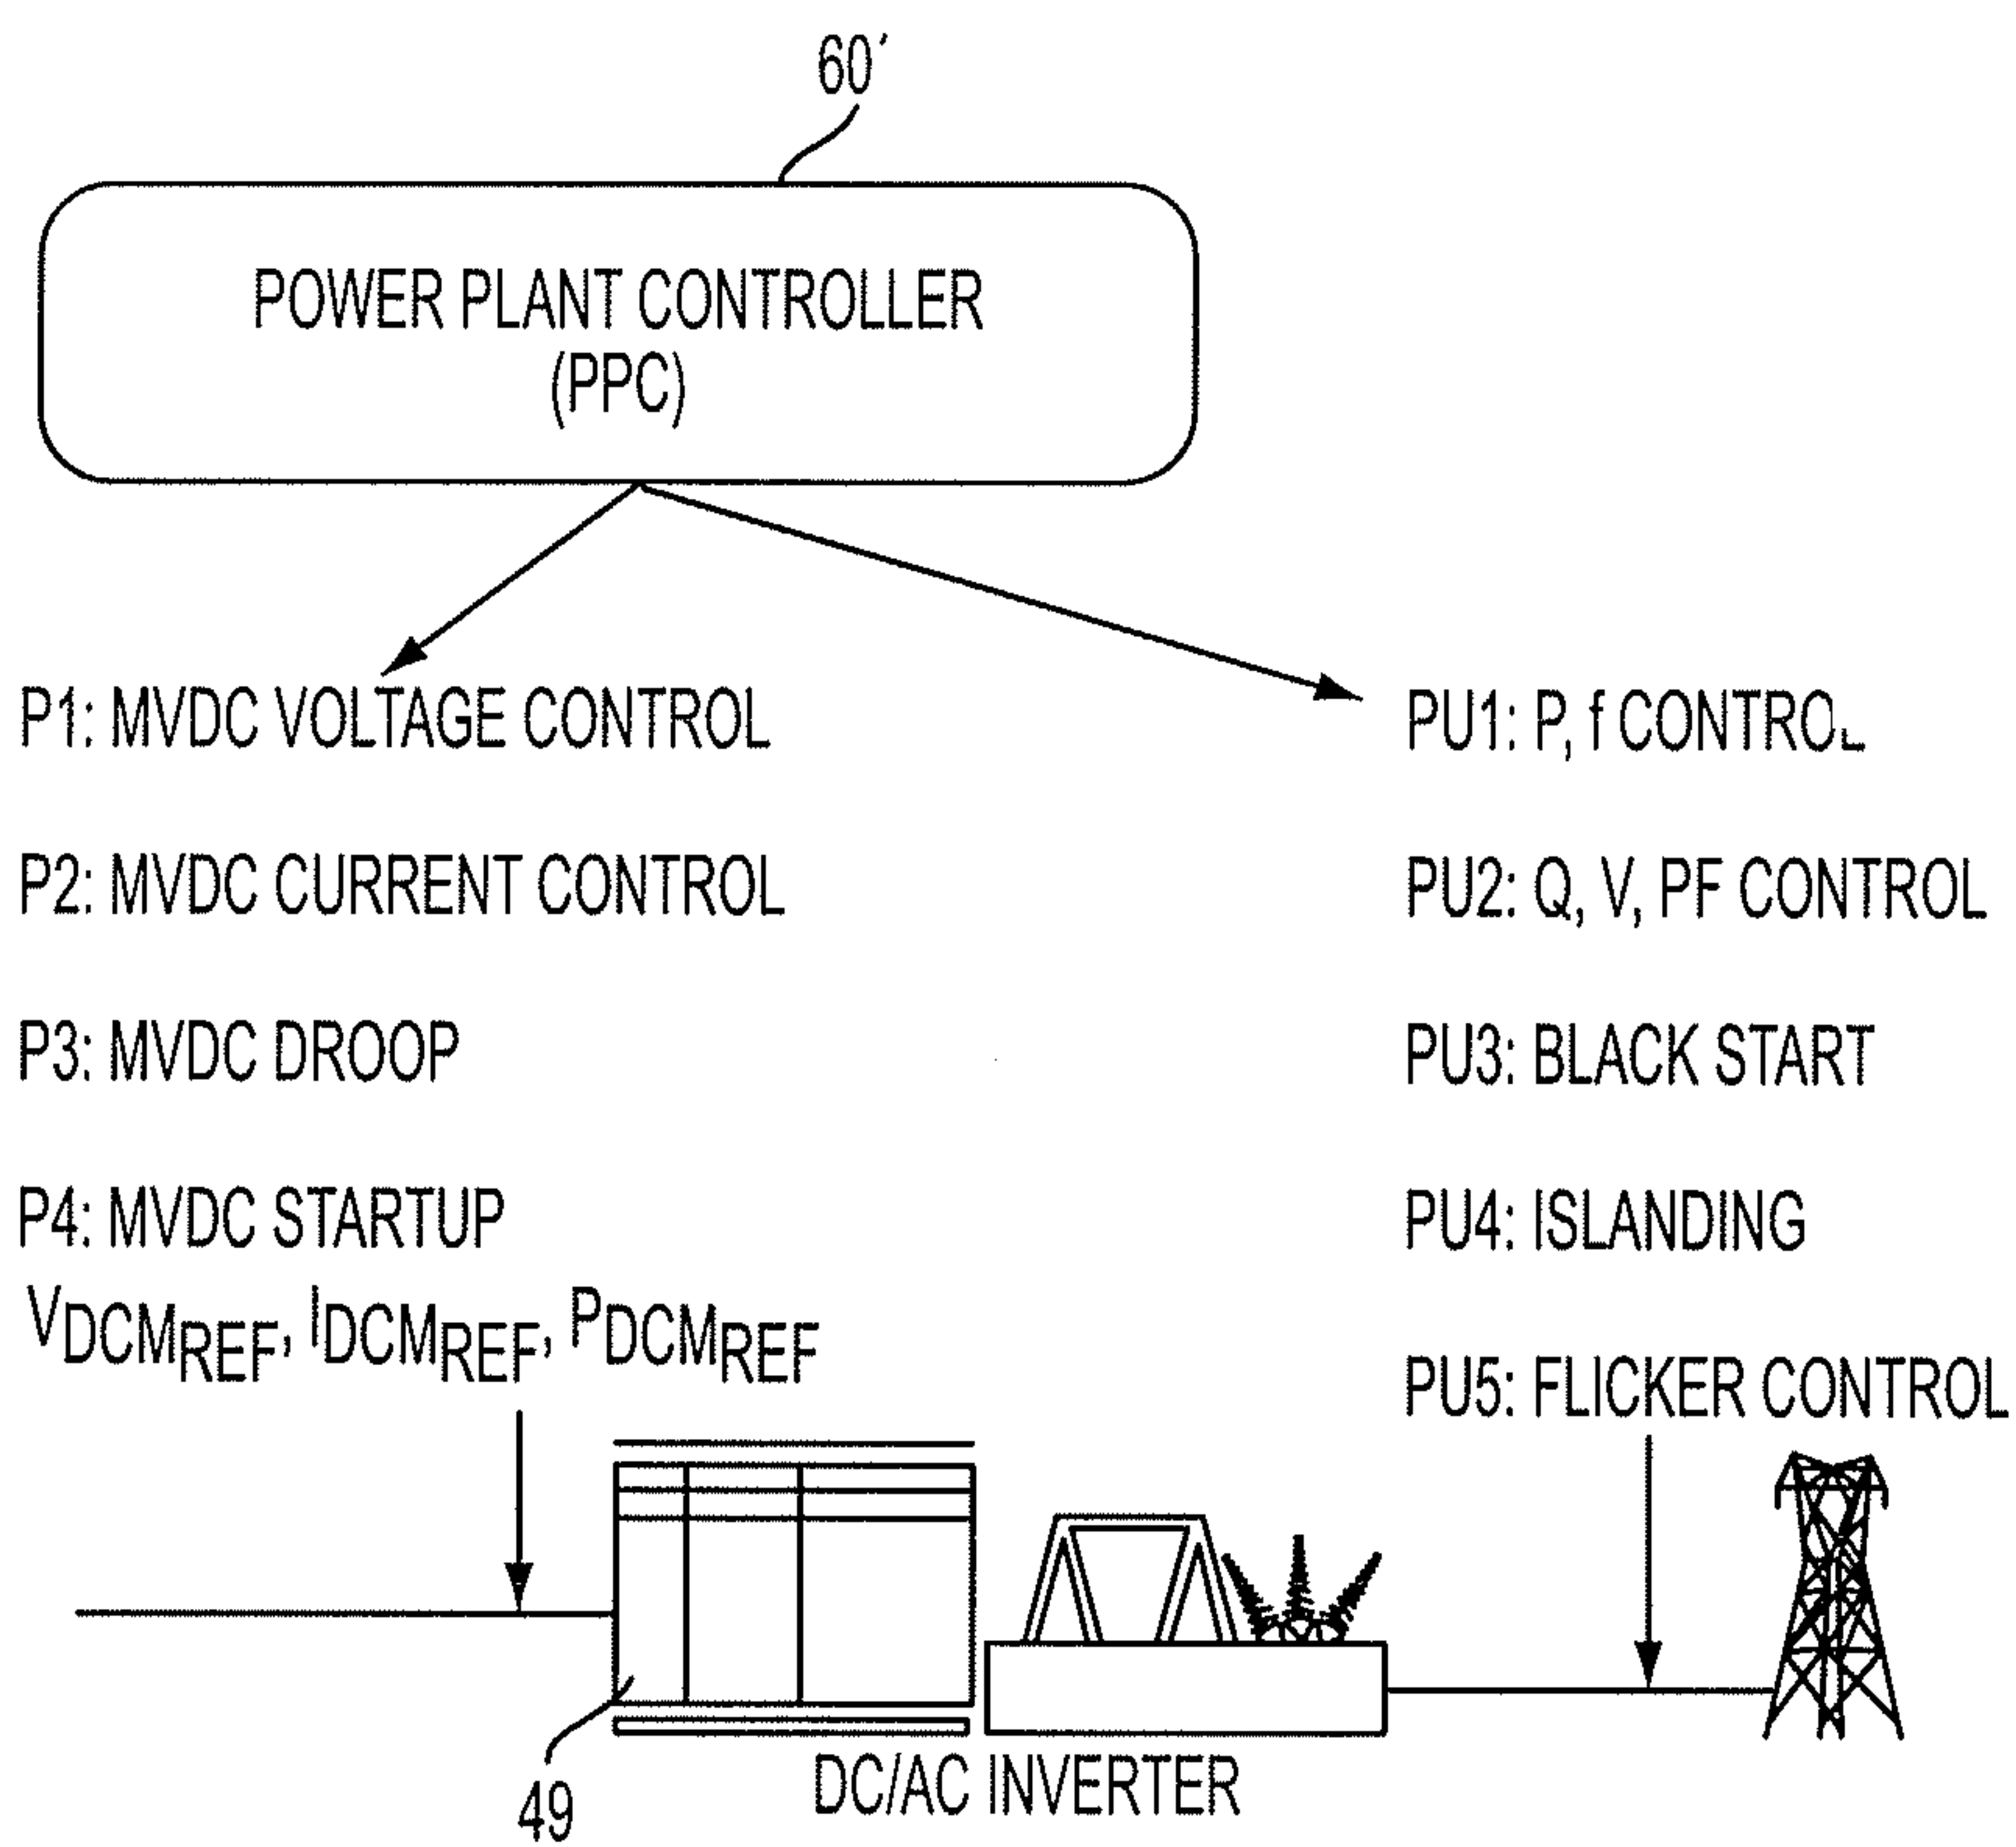 60′
POWER PLANT CONTROLLER
(PPC)
P1: MVDC VOLTAGE CONTROL
P2: MVDC CURRENT CONTROL
P3: MVDC DROOP
P4: MVDC STARTUP
VDCMREF, IDCMREF, PDCMREF
PU1: P, f CONTROL
PU2: Q, V, PF CONTROL
PU3: BLACK START
PU4: ISLANDING
PU5: FLICKER CONTROL
49
DC/AC INVERTER